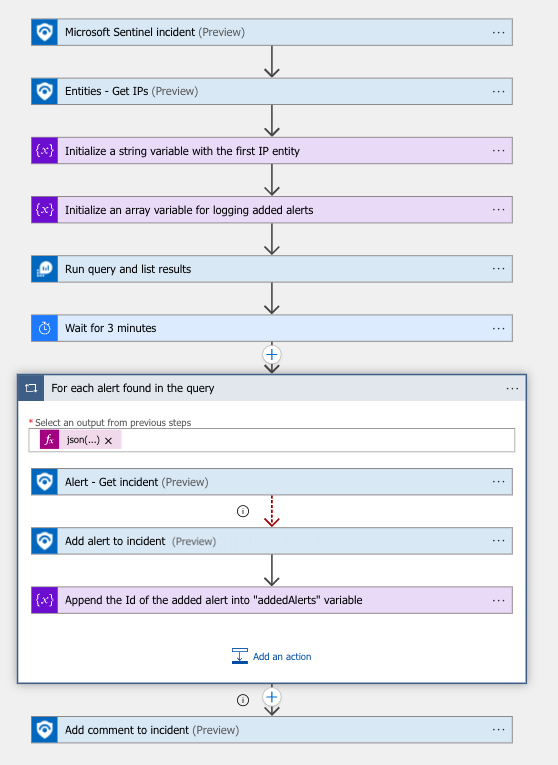 Microsoft Sentinel incident (Preview)
Entities - Get IPs (Preview)
{x} Initialize a string variable with the first IP entity
{x} Initialize an array variable for logging added alerts
Run query and list results
Wait for 3 minutes
For each alert found in the query
* Select an output from previous steps
fx json(...) ×
Alert - Get incident (Preview)
Add alert to incident (Preview)
{x} Append the Id of the added alert into "addedAlerts" variable
Add an action
Add comment to incident (Preview)